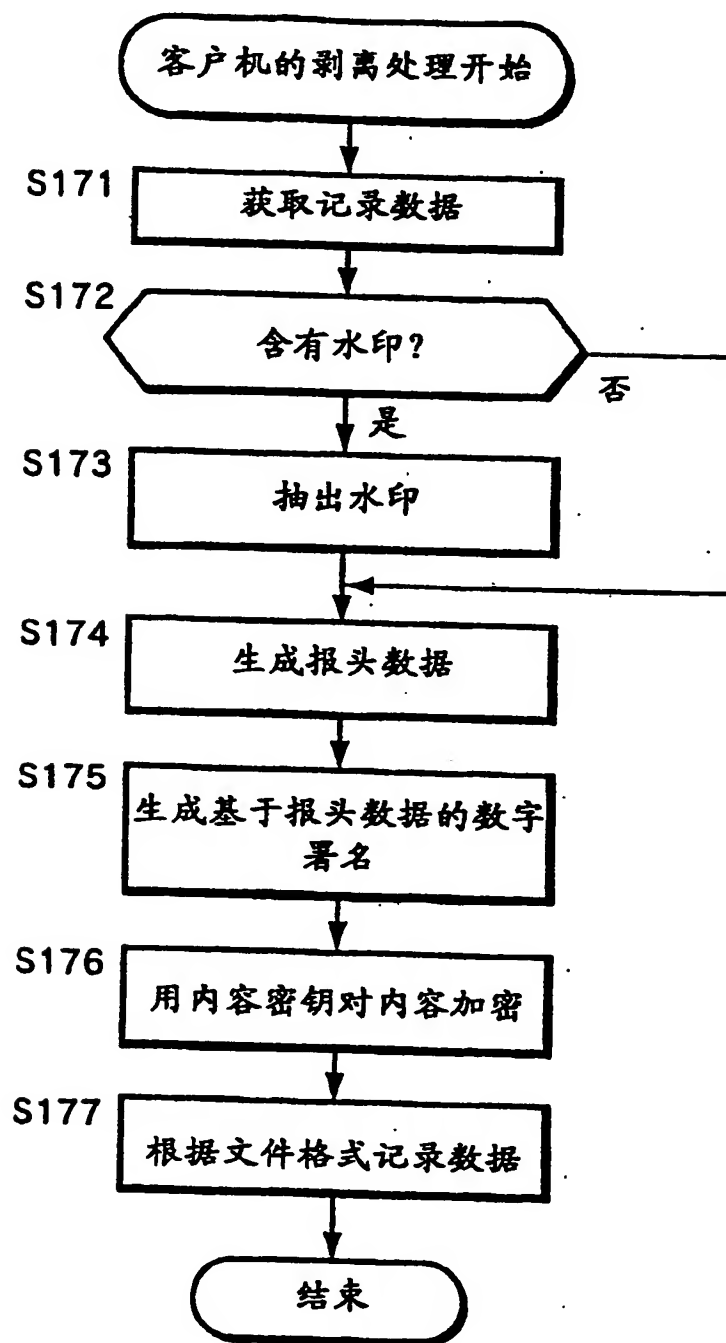 客户机的剥离处理开始
S171
获取记录数据
S172
含有水印?
否
是
S173
抽出水印
S174
生成报头数据
S175
生成基于报头数据的数字
署名
S176
用内容密钥对内容加密
S177
根据文件格式记录数据
结束